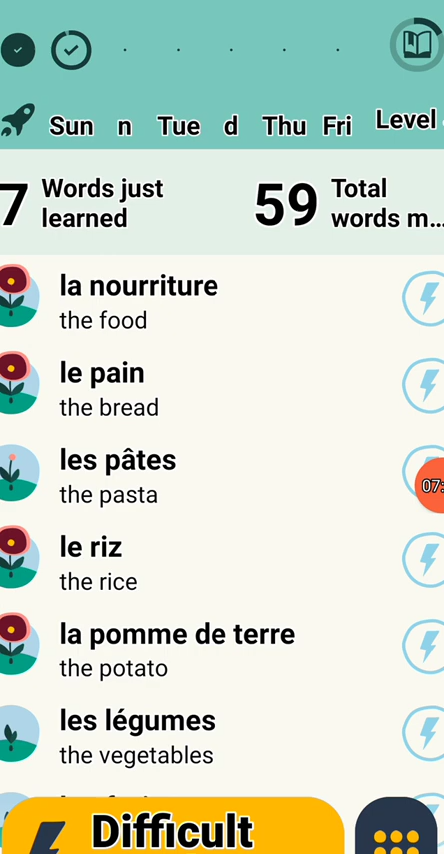 Sun n Tue d Thu Fri Level
7 Words just learned
59 Total words m...
la nourriture
the food
le pain
the bread
les pâtes
the pasta
07:
le riz
the rice
la pomme de terre
the potato
les légumes
the vegetables
Difficult